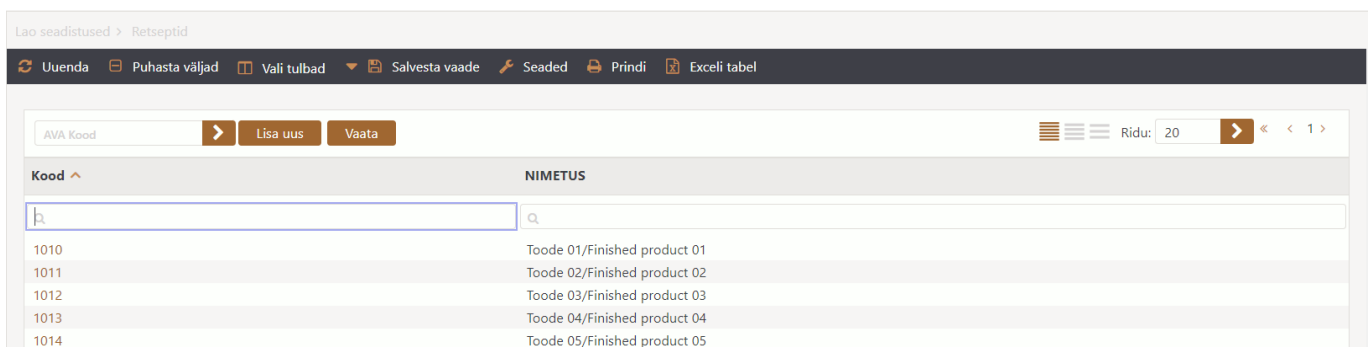 Lao seadistused > Retseptid
Uuenda Puhasta väljad Vali tulbad Salvesta vaade Seaded Prindi Exceli tabel
AVA Kood Lisa uus Vaata Ridu: 20 « < 1 >
Kood NIMETUS
1010 Toode 01/Finished product 01
1011 Toode 02/Finished product 02
1012 Toode 03/Finished product 03
1013 Toode 04/Finished product 04
1014 Toode 05/Finished product 05